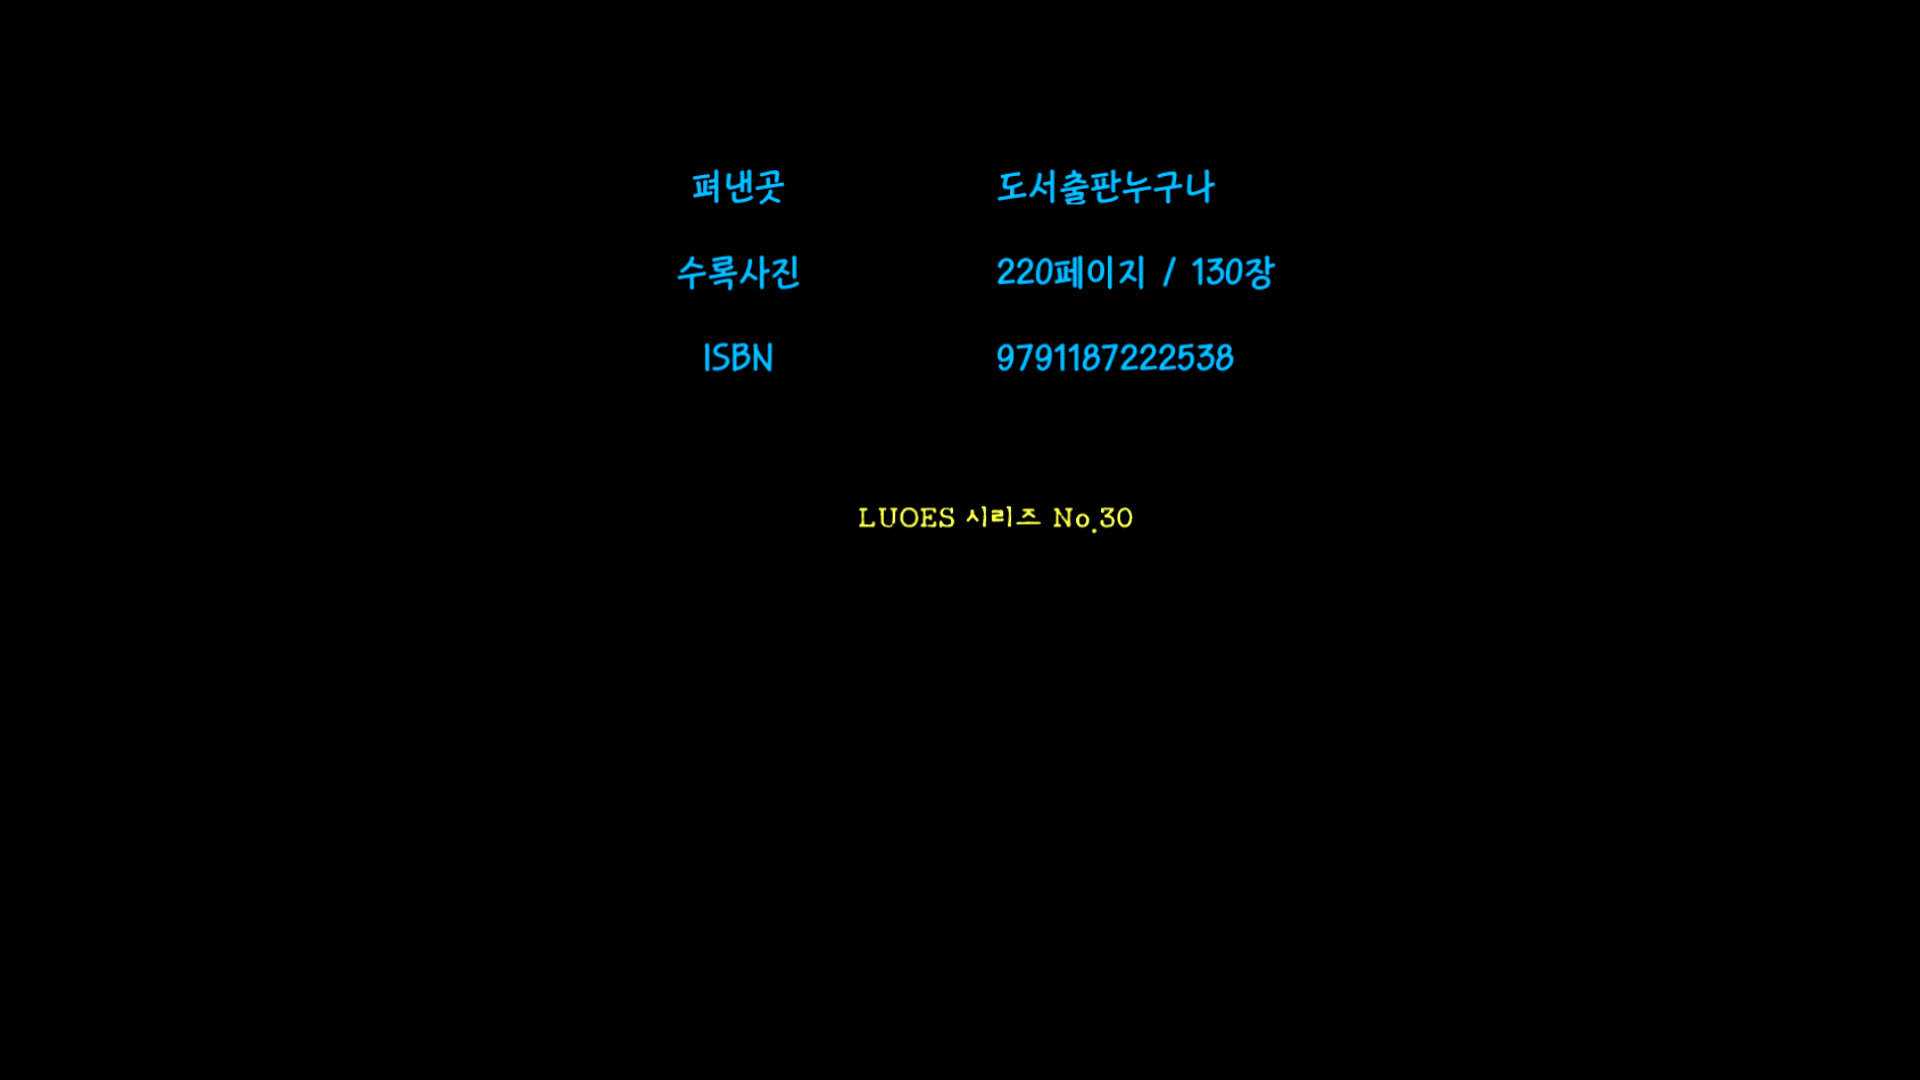 펴낸곳 도서출판누구나
수록사진 220페이지 / 130장
ISBN 9791187222538
LUOES 시리즈 No.30